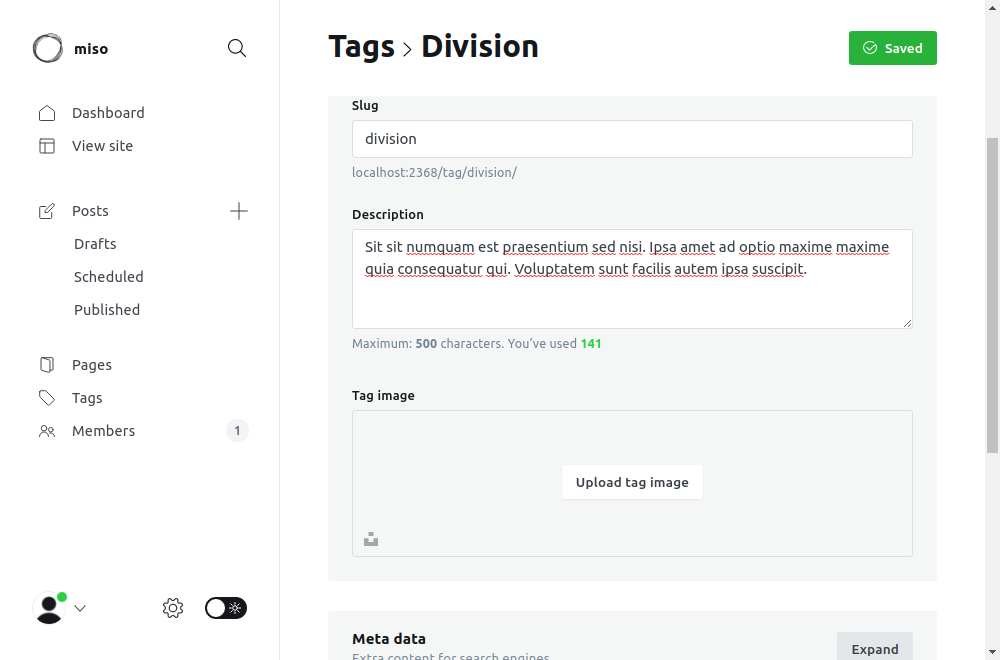 miso
Dashboard
View site
Posts
Drafts
Scheduled
Published
Pages
Tags
Members 1
Tags > Division
Saved
Slug
division
localhost:2368/tag/division/
Description
Sit sit numquam est praesentium sed nisi. Ipsa amet ad optio maxime maxime
quia consequatur qui. Voluptatem sunt facilis autem ipsa suscipit.
Maximum: 500 characters. You've used 141
Tag image
Upload tag image
Meta data
Expand
Extra content for search engines